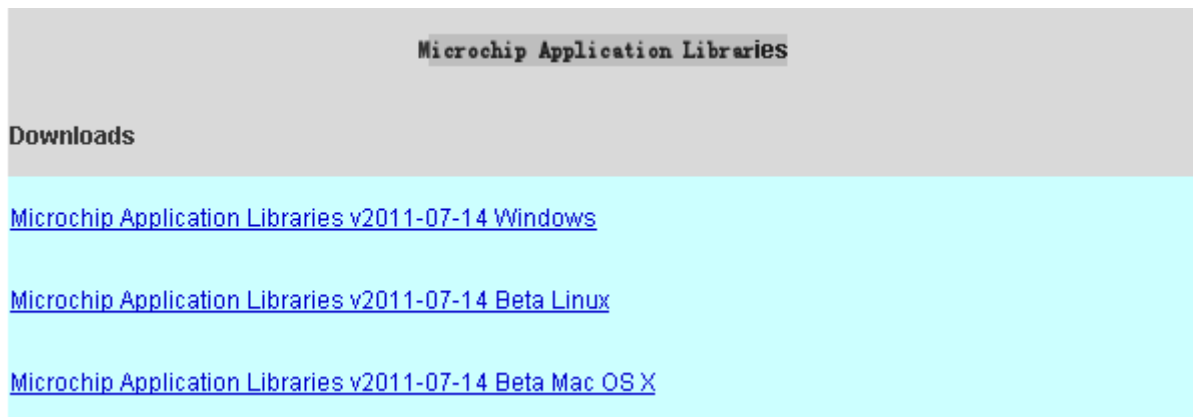 Microchip Application Libraries
Downloads
Microchip Application Libraries v2011-07-14 Windows
Microchip Application Libraries v2011-07-14 Beta Linux
Microchip Application Libraries v2011-07-14 Beta Mac OS X